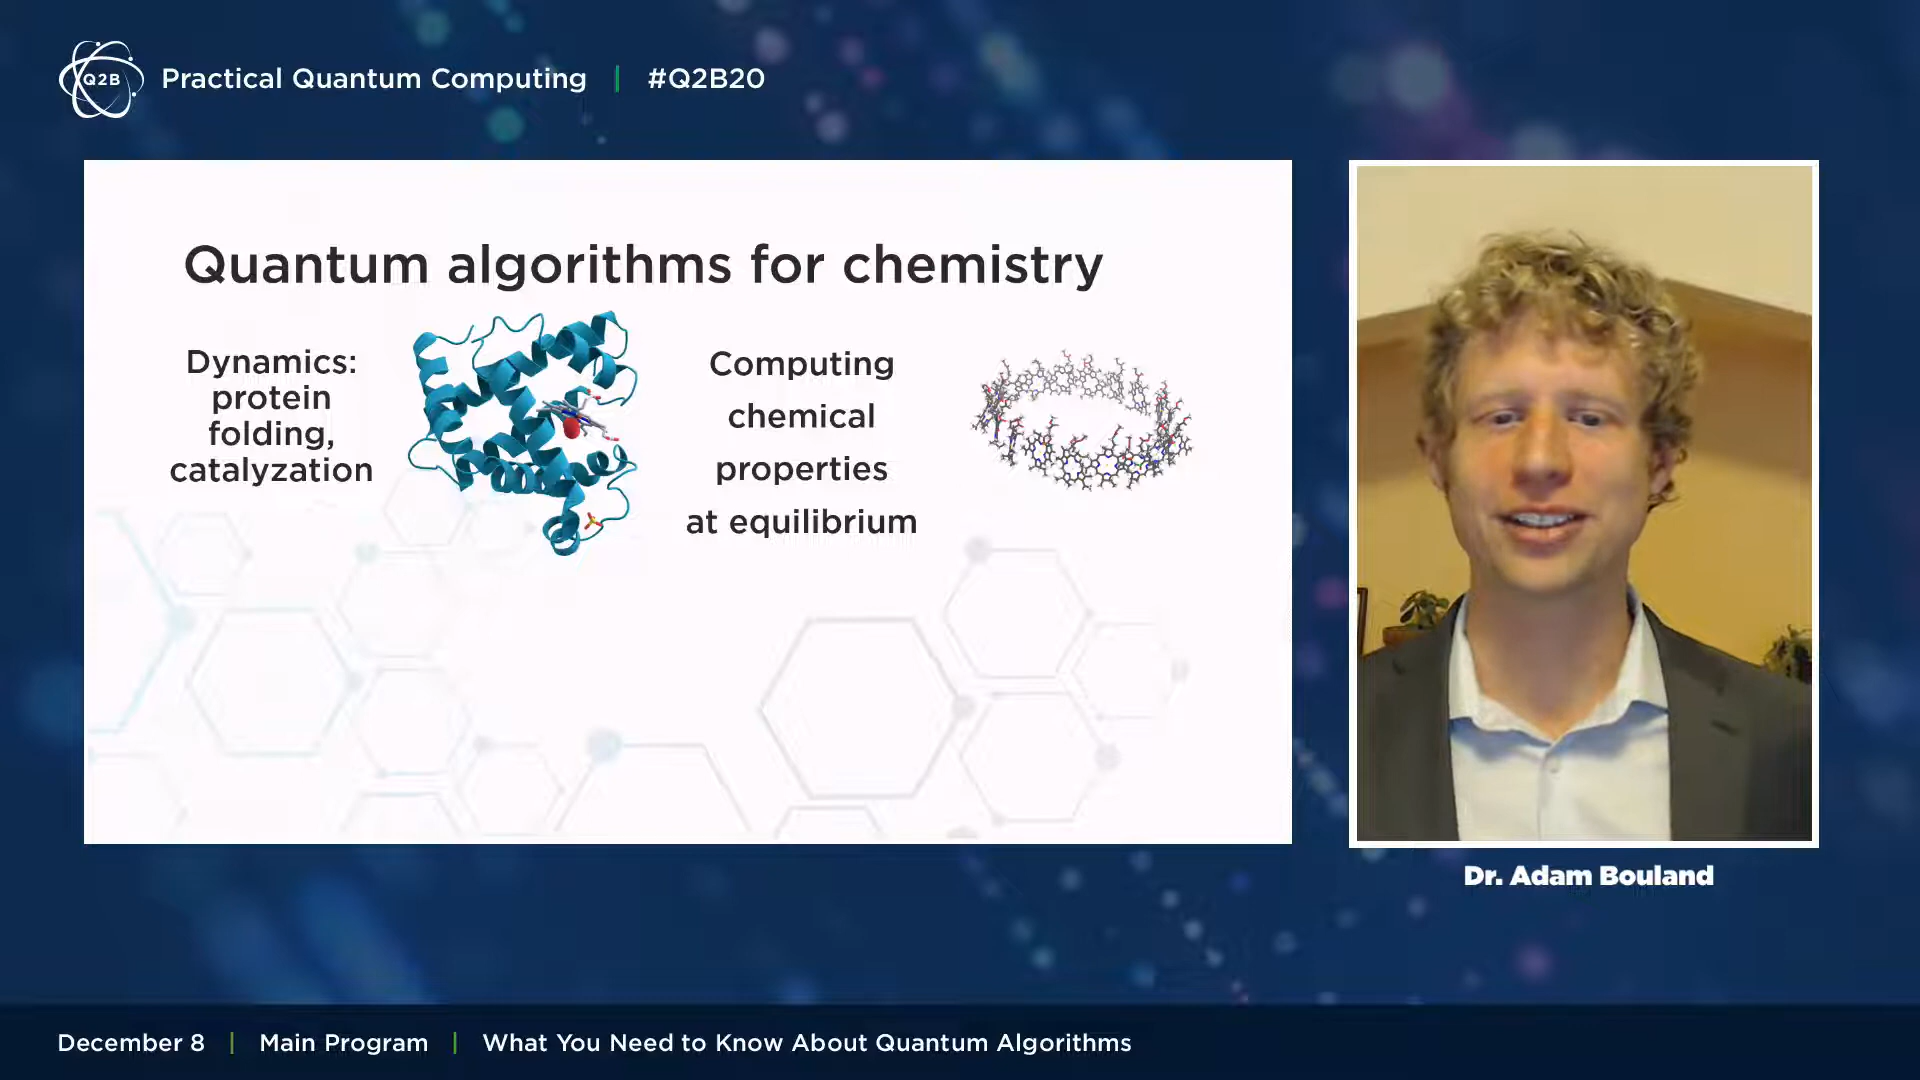 Q2B
Practical Quantum Computing | #Q2B20
Quantum algorithms for chemistry
Dynamics:
protein
folding,
catalyzation
Computing
chemical
properties
at equilibrium
Dr. Adam Bouland
December 8 | Main Program | What You Need to Know About Quantum Algorithms